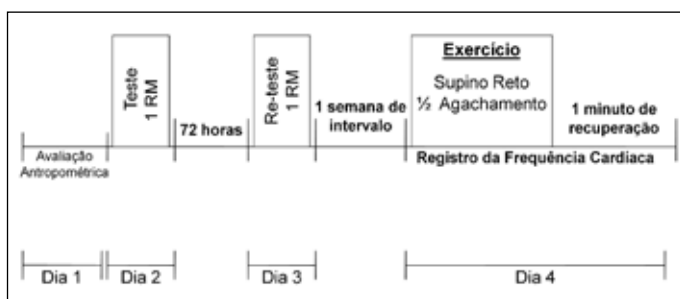 Teste
1 RM
72 horas
Re-teste
1 RM
1 semana de
intervalo
Exercício
Supino Reto
½ Agachamento
1 minuto de
recuperação
Avaliação
Antropométrica
Registro da Frequência Cardiaca
Dia 1
Dia 2
Dia 3
Dia 4